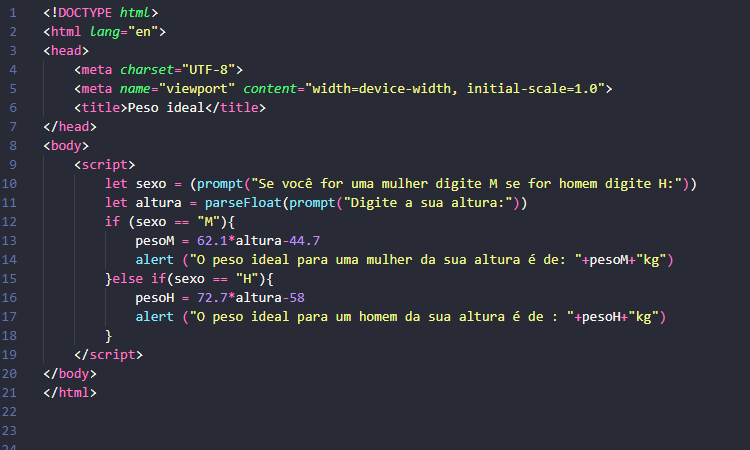 1 <!DOCTYPE html>
2 <html lang="en">
3 <head>
4     <meta charset="UTF-8">
5     <meta name="viewport" content="width=device-width, initial-scale=1.0">
6     <title>Peso ideal</title>
7 </head>
8 <body>
9     <script>
10         let sexo = (prompt("Se você for uma mulher digite M se for homem digite H:"))
11         let altura = parseFloat(prompt("Digite a sua altura:"))
12         if (sexo == "M"){
13             pesoM = 62.1*altura-44.7
14             alert ("O peso ideal para uma mulher da sua altura é de: "+pesoM+"kg")
15         }else if(sexo == "H"){
16             pesoH = 72.7*altura-58
17             alert ("O peso ideal para um homem da sua altura é de : "+pesoH+"kg")
18         }
19     </script>
20 </body>
21 </html>
22
23
24